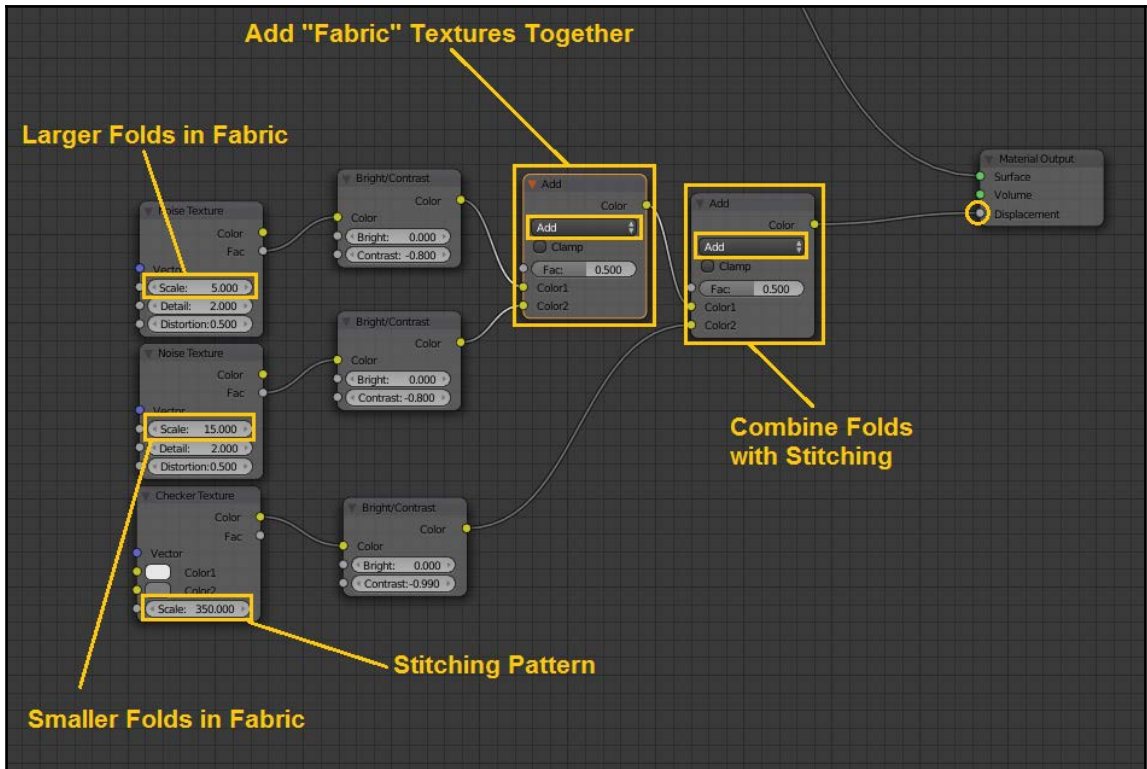 Add "Fabric" Textures Together
Larger Folds in Fabric
Material Output
Surface
Volume
Displacement
Noise Texture
Color
Fac
Vector
Scale: 5.000
Detail: 2.000
Distortion:0.500
Bright/Contrast
Color
Color
Bright: 0.000
Contrast: -0.800
Add
Color
Add
Clamp
Fac: 0.500
Color1
Color2
Add
Color
Add
Clamp
Fac: 0.500
Color1
Color2
Noise Texture
Color
Fac
Vector
Scale: 15.000
Detail: 2.000
Distortion:0.500
Bright/Contrast
Color
Color
Bright: 0.000
Contrast: -0.800
Combine Folds
with Stitching
Checker Texture
Color
Fac
Vector
Color1
Color2
Scale: 350.000
Bright/Contrast
Color
Color
Bright: 0.000
Contrast:-0.990
Stitching Pattern
Smaller Folds in Fabric